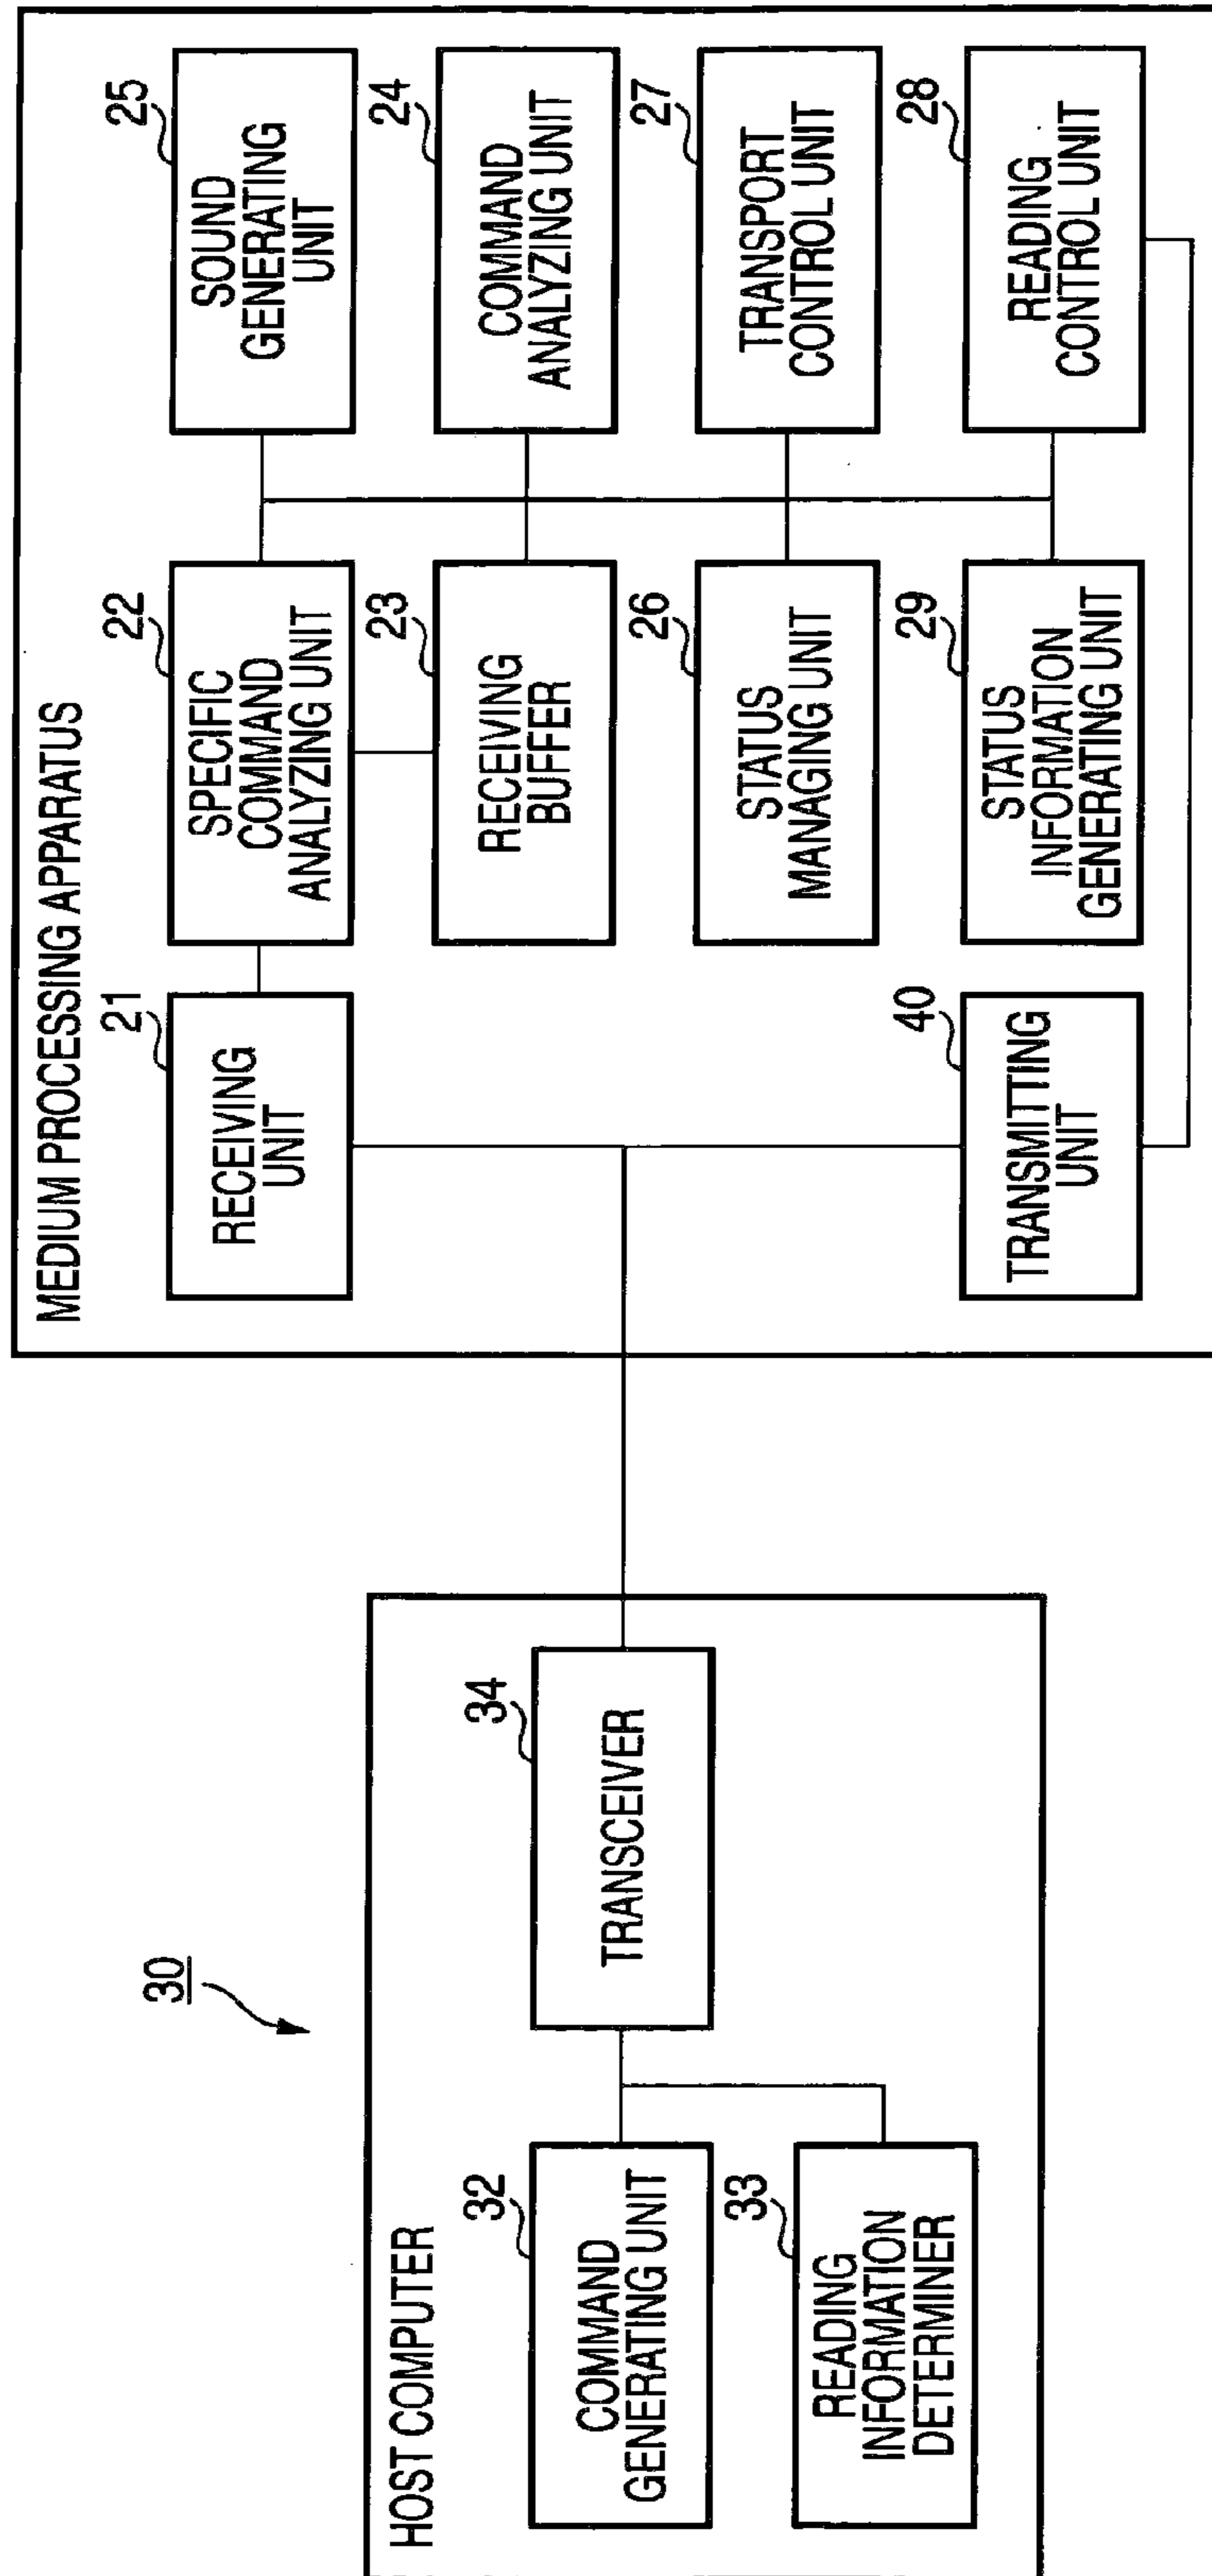 30
HOST COMPUTER
32
COMMAND
GENERATING UNIT
33
READING
INFORMATION
DETERMINER
34
TRANSCEIVER
MEDIUM PROCESSING APPARATUS
21
RECEIVING
UNIT
22
SPECIFIC
COMMAND
ANALYZING UNIT
25
SOUND
GENERATING
UNIT
23
RECEIVING
BUFFER
24
COMMAND
ANALYZING UNIT
26
STATUS
MANAGING UNIT
27
TRANSPORT
CONTROL UNIT
40
TRANSMITTING
UNIT
29
STATUS
INFORMATION
GENERATING UNIT
28
READING
CONTROL UNIT